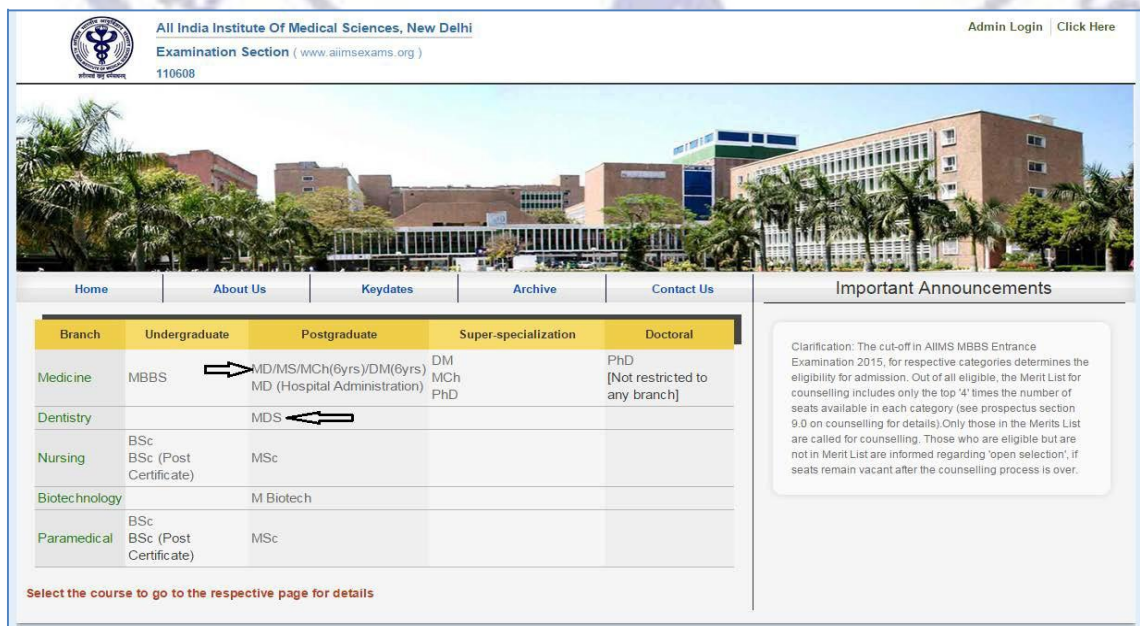 All India Institute Of Medical Sciences, New Delhi
Examination Section ( www.aiimsexams.org )
110608
Admin Login
Click Here
Home
About Us
Keydates
Archive
Contact Us
Important Announcements
Branch Undergraduate Postgraduate Super-specialization Doctoral
Medicine
MBBS
MD/MS/MCh(6yrs)/DM(6yrs)
MD (Hospital Administration)
DM
MCh
PhD
PhD
[Not restricted to
any branch]
Dentistry
MDS
Nursing
BSc
BSc (Post
Certificate)
MSc
Biotechnology
M Biotech
Paramedical
BSc
BSc (Post
Certificate)
MSc
Select the course to go to the respective page for details
Clarification: The cut-off in AIIMS MBBS Entrance
Examination 2015, for respective categories determines the
eligibility for admission. Out of all eligible, the Merit List for
counselling includes only the top '4' times the number of
seats available in each category (see prospectus section
9.0 on counselling for details).Only those in the Merits List
are called for counselling. Those who are eligible but are
not in Merit List are informed regarding 'open selection', if
seats remain vacant after the counselling process is over.